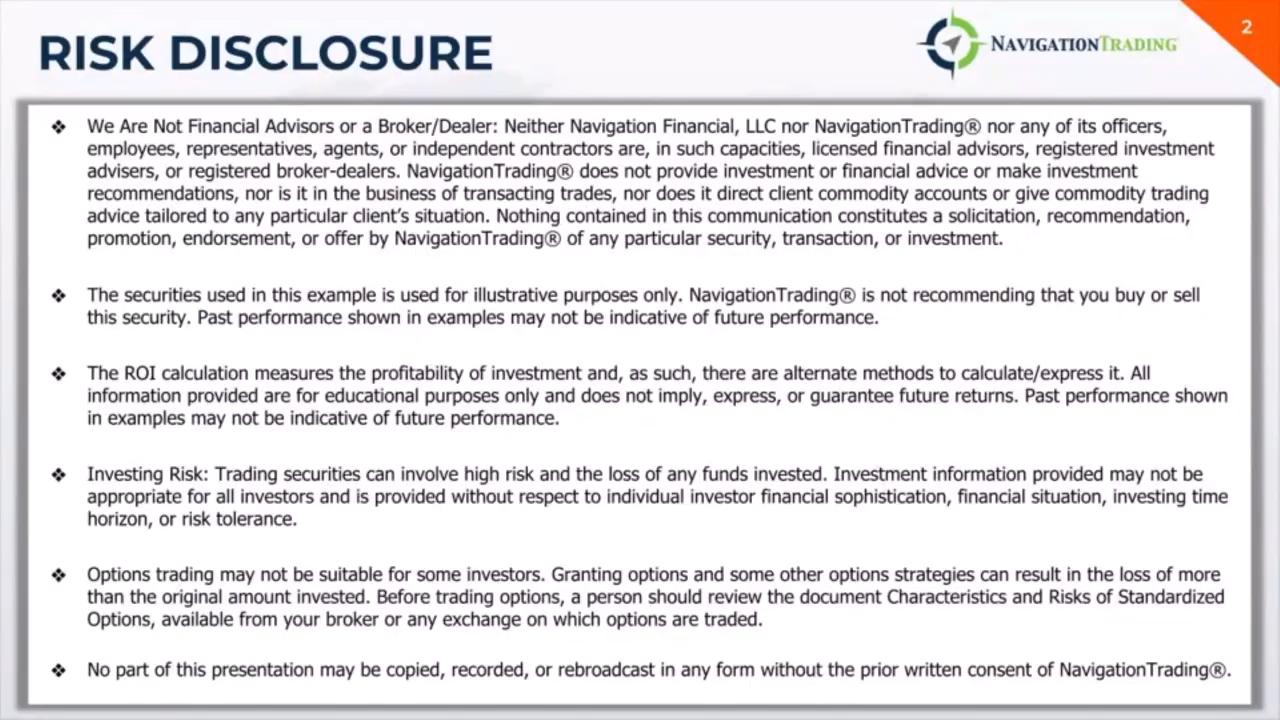 RISK DISCLOSURE
NAVIGATIONTRADING®
2
❖ We Are Not Financial Advisors or a Broker/Dealer: Neither Navigation Financial, LLC nor NavigationTrading® nor any of its officers,
employees, representatives, agents, or independent contractors are, in such capacities, licensed financial advisors, registered investment
advisers, or registered broker-dealers. NavigationTrading® does not provide investment or financial advice or make investment
recommendations, nor is it in the business of transacting trades, nor does it direct client commodity accounts or give commodity trading
advice tailored to any particular client's situation. Nothing contained in this communication constitutes a solicitation, recommendation,
promotion, endorsement, or offer by NavigationTrading® of any particular security, transaction, or investment.
❖ The securities used in this example is used for illustrative purposes only. NavigationTrading® is not recommending that you buy or sell
this security. Past performance shown in examples may not be indicative of future performance.
❖ The ROI calculation measures the profitability of investment and, as such, there are alternate methods to calculate/express it. All
information provided are for educational purposes only and does not imply, express, or guarantee future returns. Past performance shown
in examples may not be indicative of future performance.
❖ Investing Risk: Trading securities can involve high risk and the loss of any funds invested. Investment information provided may not be
appropriate for all investors and is provided without respect to individual investor financial sophistication, financial situation, investing time
horizon, or risk tolerance.
❖ Options trading may not be suitable for some investors. Granting options and some other options strategies can result in the loss of more
than the original amount invested. Before trading options, a person should review the document Characteristics and Risks of Standardized
Options, available from your broker or any exchange on which options are traded.
❖ No part of this presentation may be copied, recorded, or rebroadcast in any form without the prior written consent of NavigationTrading®.